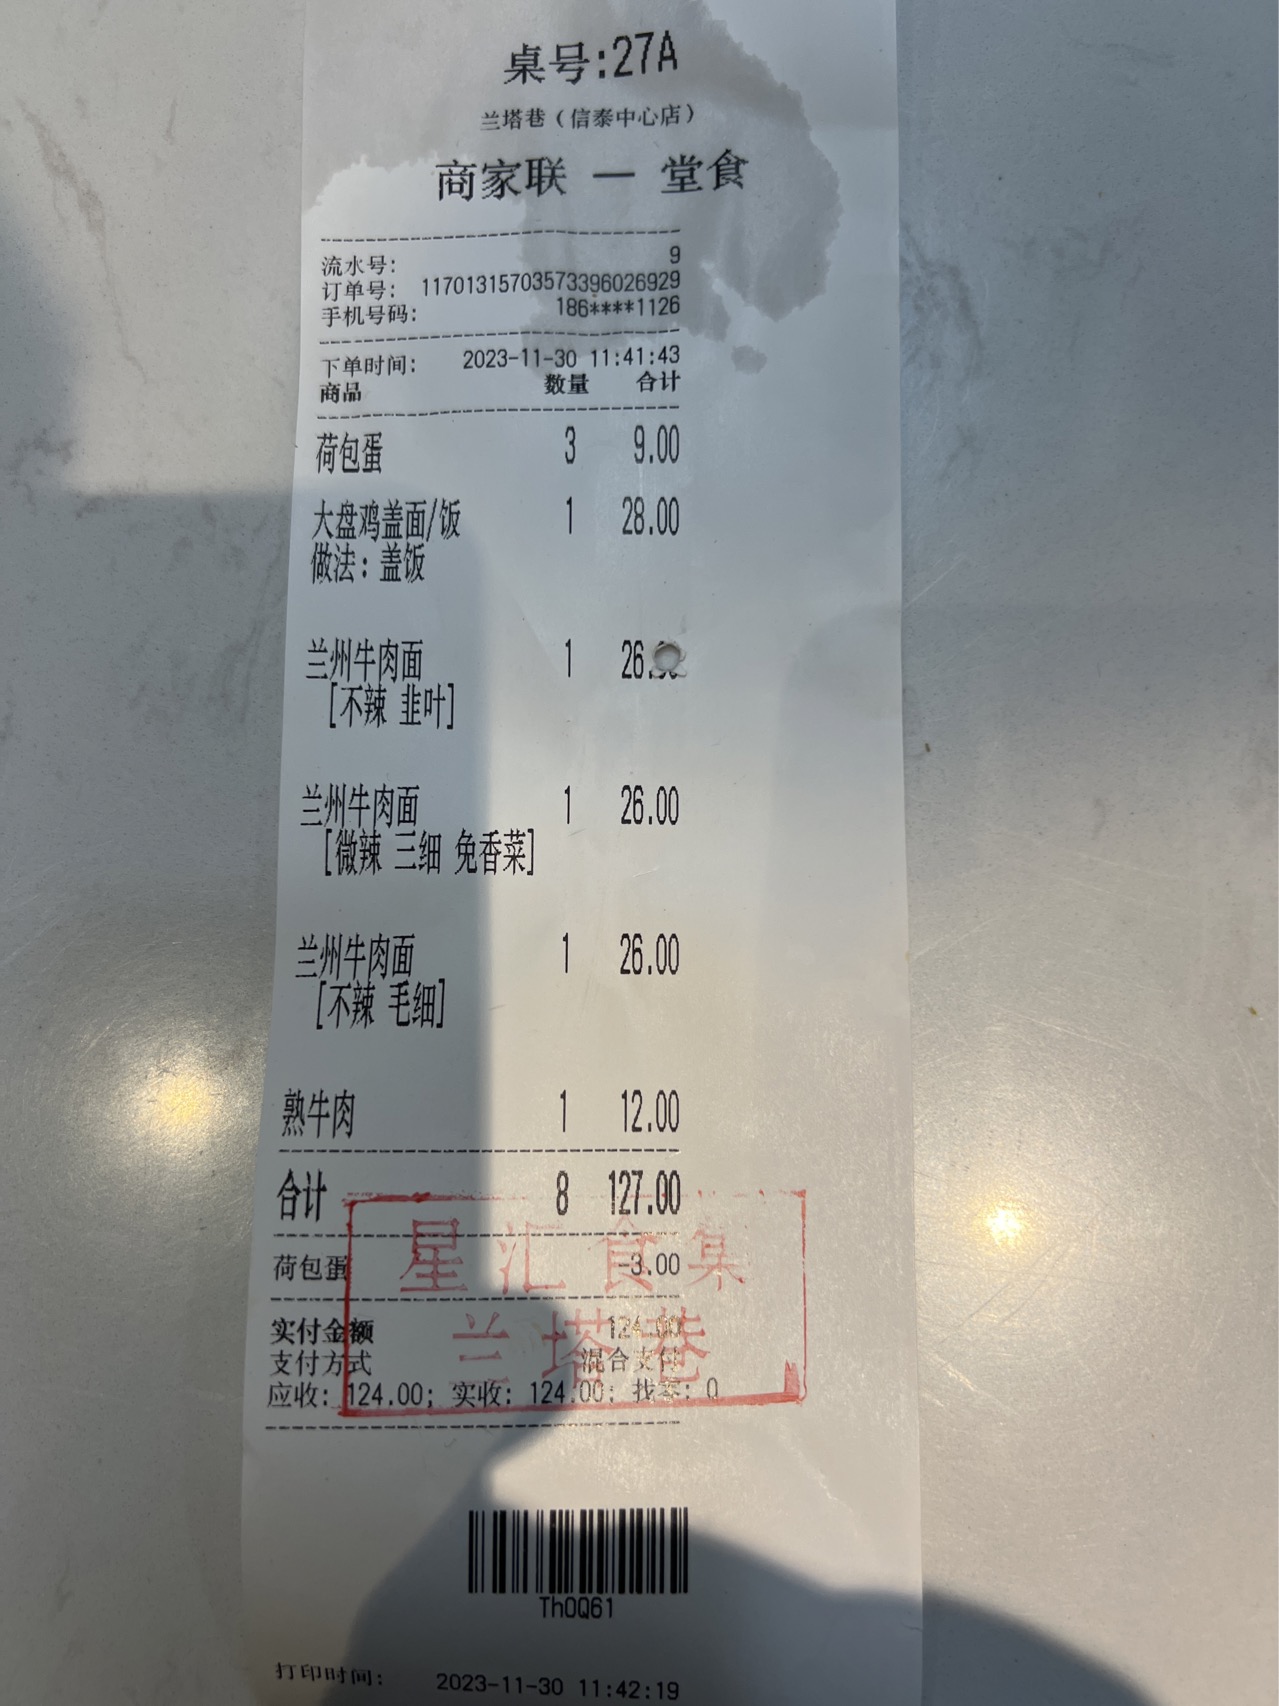 桌号:27A
兰塔巷（信泰中心店）
商家联 — 堂食
流水号: 9
订单号: 1170131570357339602​6929
手机号码: 186****1126
下单时间: 2023-11-30 11:41:43
商品 数量 合计
荷包蛋 3 9.00
大盘鸡盖面/饭 1 28.00
做法：盖饭
兰州牛肉面 1 26.00
[不辣 韭叶]
兰州牛肉面 1 26.00
[微辣 三细 免香菜]
兰州牛肉面 1 26.00
[不辣 毛细]
熟牛肉 1 12.00
合计 8 127.00
星汇食集
荷包蛋 -3.00
兰塔巷
实付金额 124.00
支付方式 混合支付
应收: 124.00; 实收: 124.00; 找零: 0
Th0Q61
打印时间: 2023-11-30 11:42:19